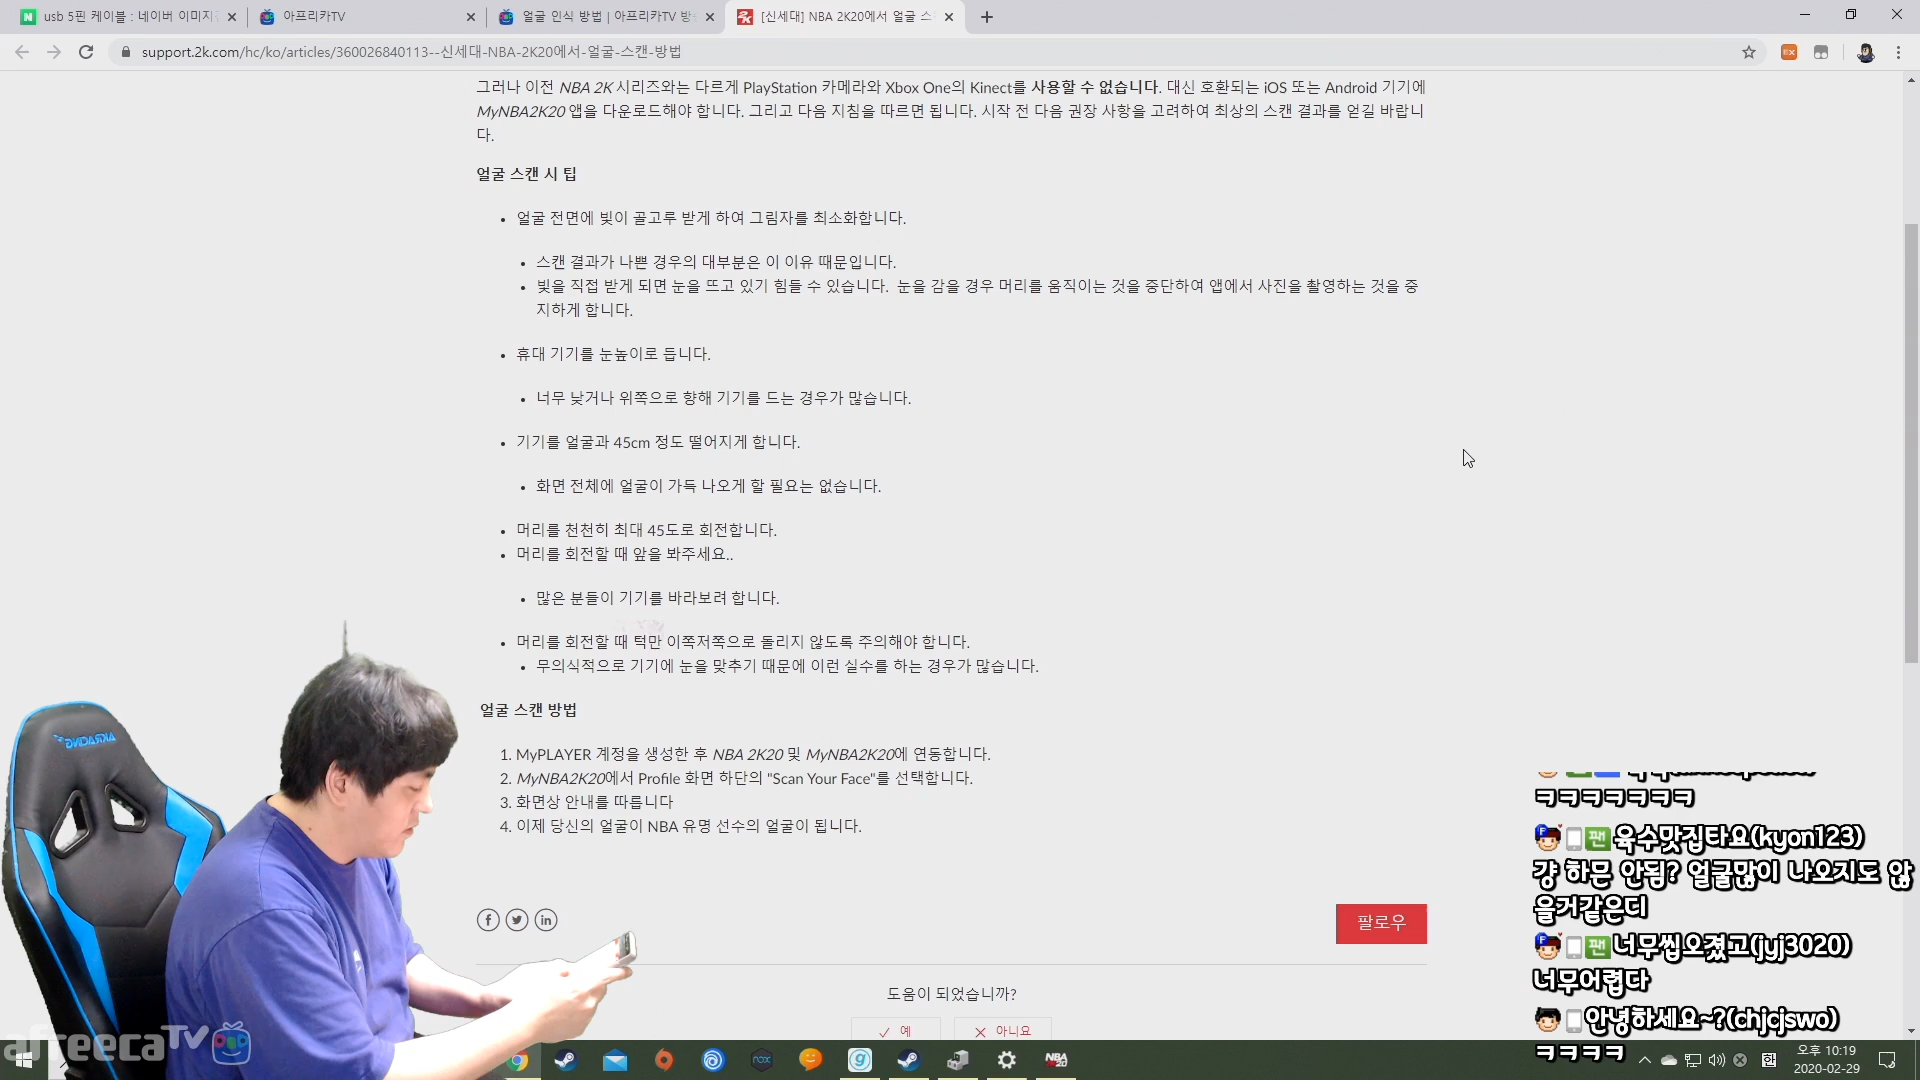 usb 5핀 케이블 : 네이버 이미지
아프리카TV
얼굴 인식 방법 | 아프리카TV 방
[신세대] NBA 2K20에서 얼굴 스
support.2k.com/hc/ko/articles/360026840113--신세대-NBA-2K20에서-얼굴-스캔-방법
그러나 이전 NBA 2K 시리즈와는 다르게 PlayStation 카메라와 Xbox One의 Kinect를 사용할 수 없습니다. 대신 호환되는 iOS 또는 Android 기기에
MyNBA2K20 앱을 다운로드해야 합니다. 그리고 다음 지침을 따르면 됩니다. 시작 전 다음 권장 사항을 고려하여 최상의 스캔 결과를 얻길 바랍니
다.
얼굴 스캔 시 팁
• 얼굴 전면에 빛이 골고루 받게 하여 그림자를 최소화합니다.
• 스캔 결과가 나쁜 경우의 대부분은 이 이유 때문입니다.
• 빛을 직접 받게 되면 눈을 뜨고 있기 힘들 수 있습니다. 눈을 감을 경우 머리를 움직이는 것을 중단하여 앱에서 사진을 촬영하는 것을 중
지하게 합니다.
• 휴대 기기를 눈높이로 듭니다.
• 너무 낮거나 위쪽으로 향해 기기를 드는 경우가 많습니다.
• 기기를 얼굴과 45cm 정도 떨어지게 합니다.
• 화면 전체에 얼굴이 가득 나오게 할 필요는 없습니다.
• 머리를 천천히 최대 45도로 회전합니다.
• 머리를 회전할 때 앞을 봐주세요..
• 많은 분들이 기기를 바라보려 합니다.
• 머리를 회전할 때 턱만 이쪽저쪽으로 돌리지 않도록 주의해야 합니다.
• 무의식적으로 기기에 눈을 맞추기 때문에 이런 실수를 하는 경우가 많습니다.
얼굴 스캔 방법
1. MyPLAYER 계정을 생성한 후 NBA 2K20 및 MyNBA2K20에 연동합니다.
2. MyNBA2K20에서 Profile 화면 하단의 "Scan Your Face"를 선택합니다.
3. 화면상 안내를 따릅니다
4. 이제 당신의 얼굴이 NBA 유명 선수의 얼굴이 됩니다.
팔로우
도움이 되었습니까?
예
아니요
ㅋㅋㅋㅋㅋㅋㅋ
팬 육수맛집타요(kyon123)
걍 하믄 안됨? 얼굴많이 나오지도 않
을거같은디
팬 너무씹오졌고(jyj3020)
너무어렵다
안녕하세요~?(chjcjswo)
ㅋㅋㅋㅋ
AKRACING
afreecaTV
nox
NBA 2K20
한
오후 10:19
2020-02-29